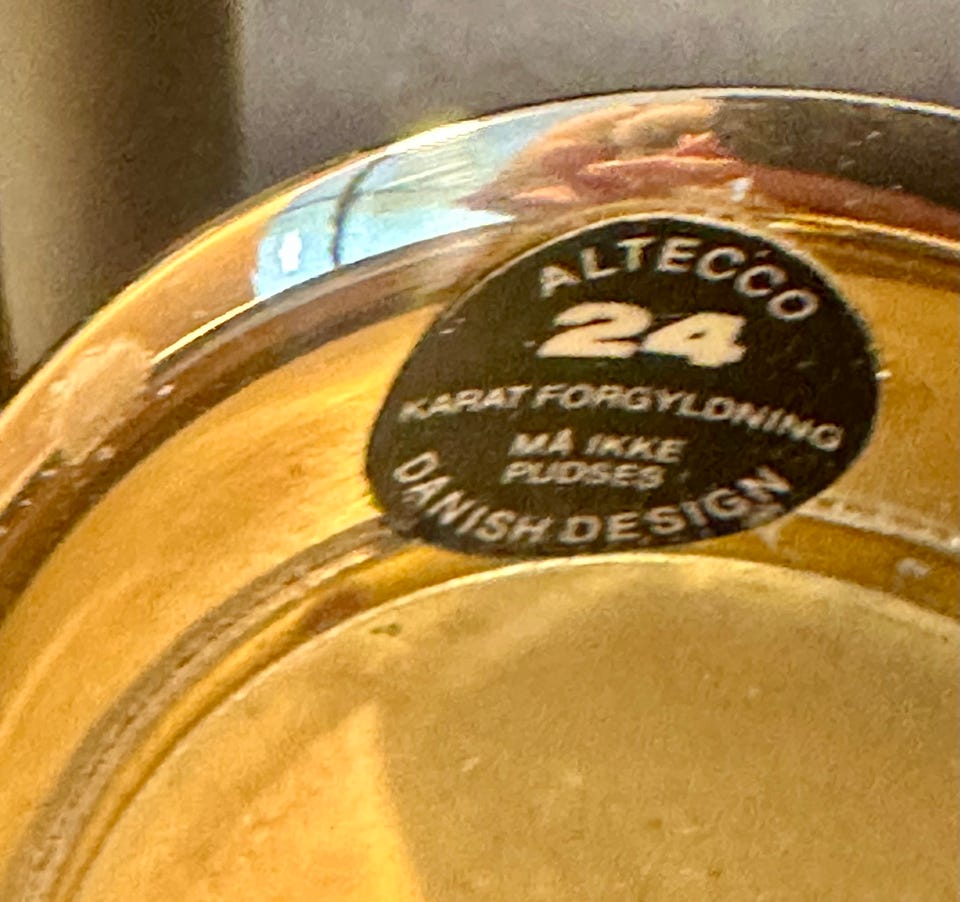 ALTECCO
24
KARAT FORGYLDNING
MÅ IKKE
PUDSES
DANISH DESIGN